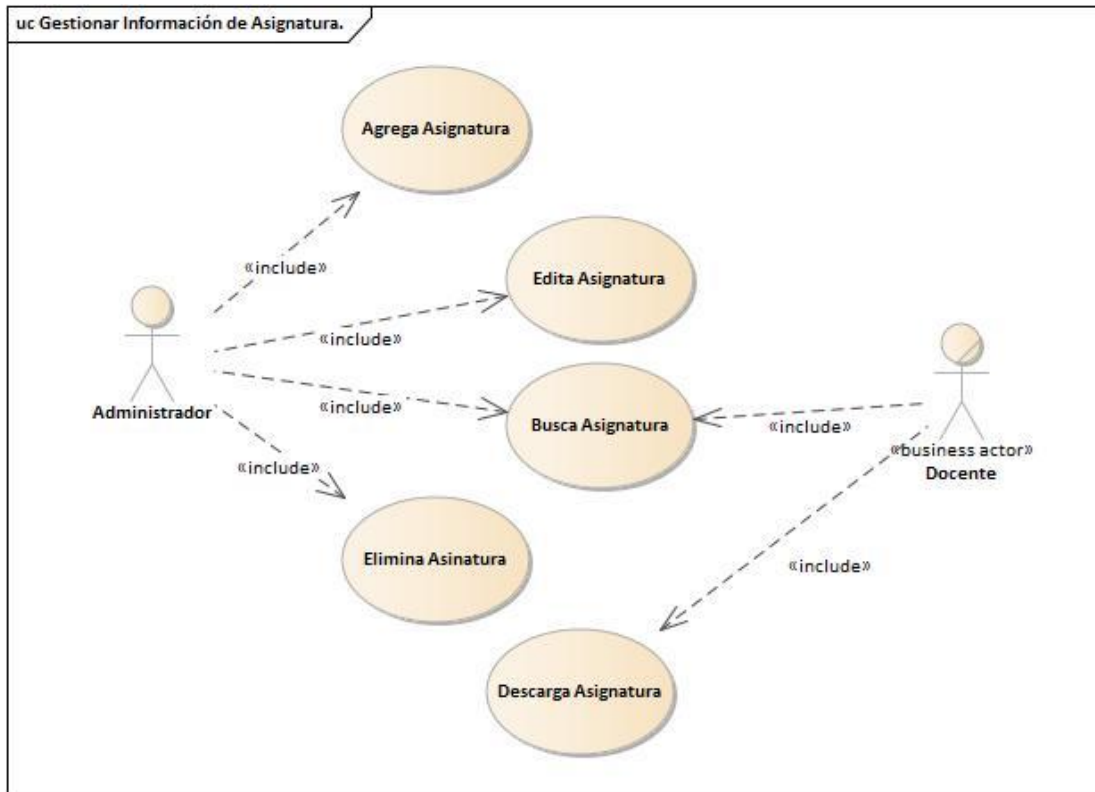 uc Gestionar Información de Asignatura.
Agrega Asignatura
«include»
Edita Asignatura
«include»
Administrador
«include»
Busca Asignatura
«include»
«business actor»
Docente
«include»
Elimina Asinatura
«include»
Descarga Asignatura